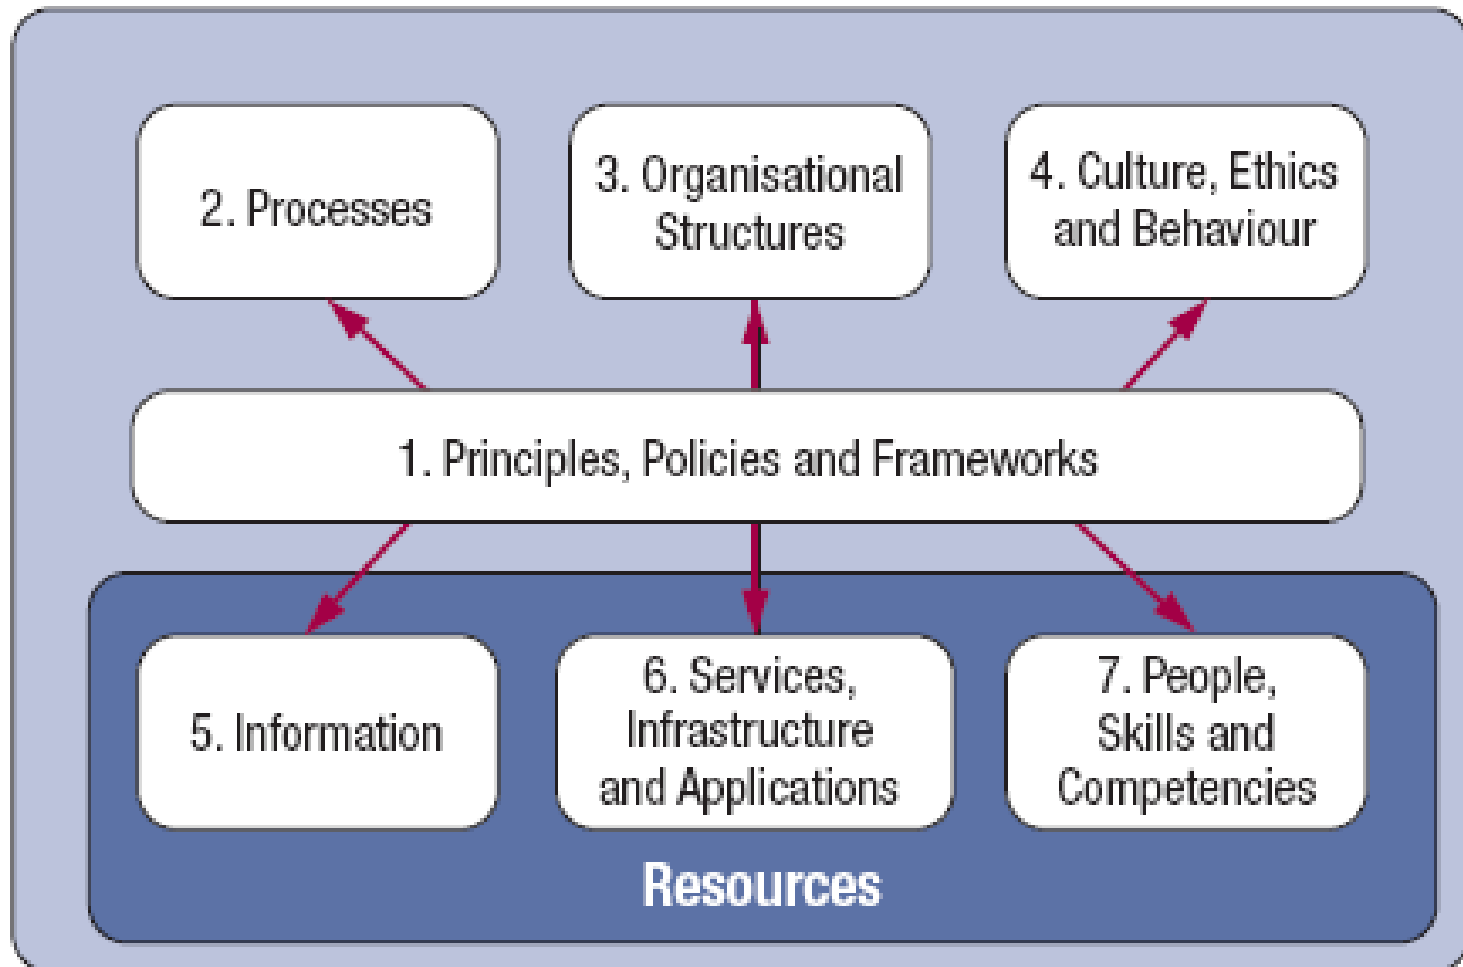 2. Processes
3. Organisational
Structures
4. Culture, Ethics
and Behaviour
1. Principles, Policies and Frameworks
5. Information
6. Services,
Infrastructure
and Applications
7. People,
Skills and
Competencies
Resources